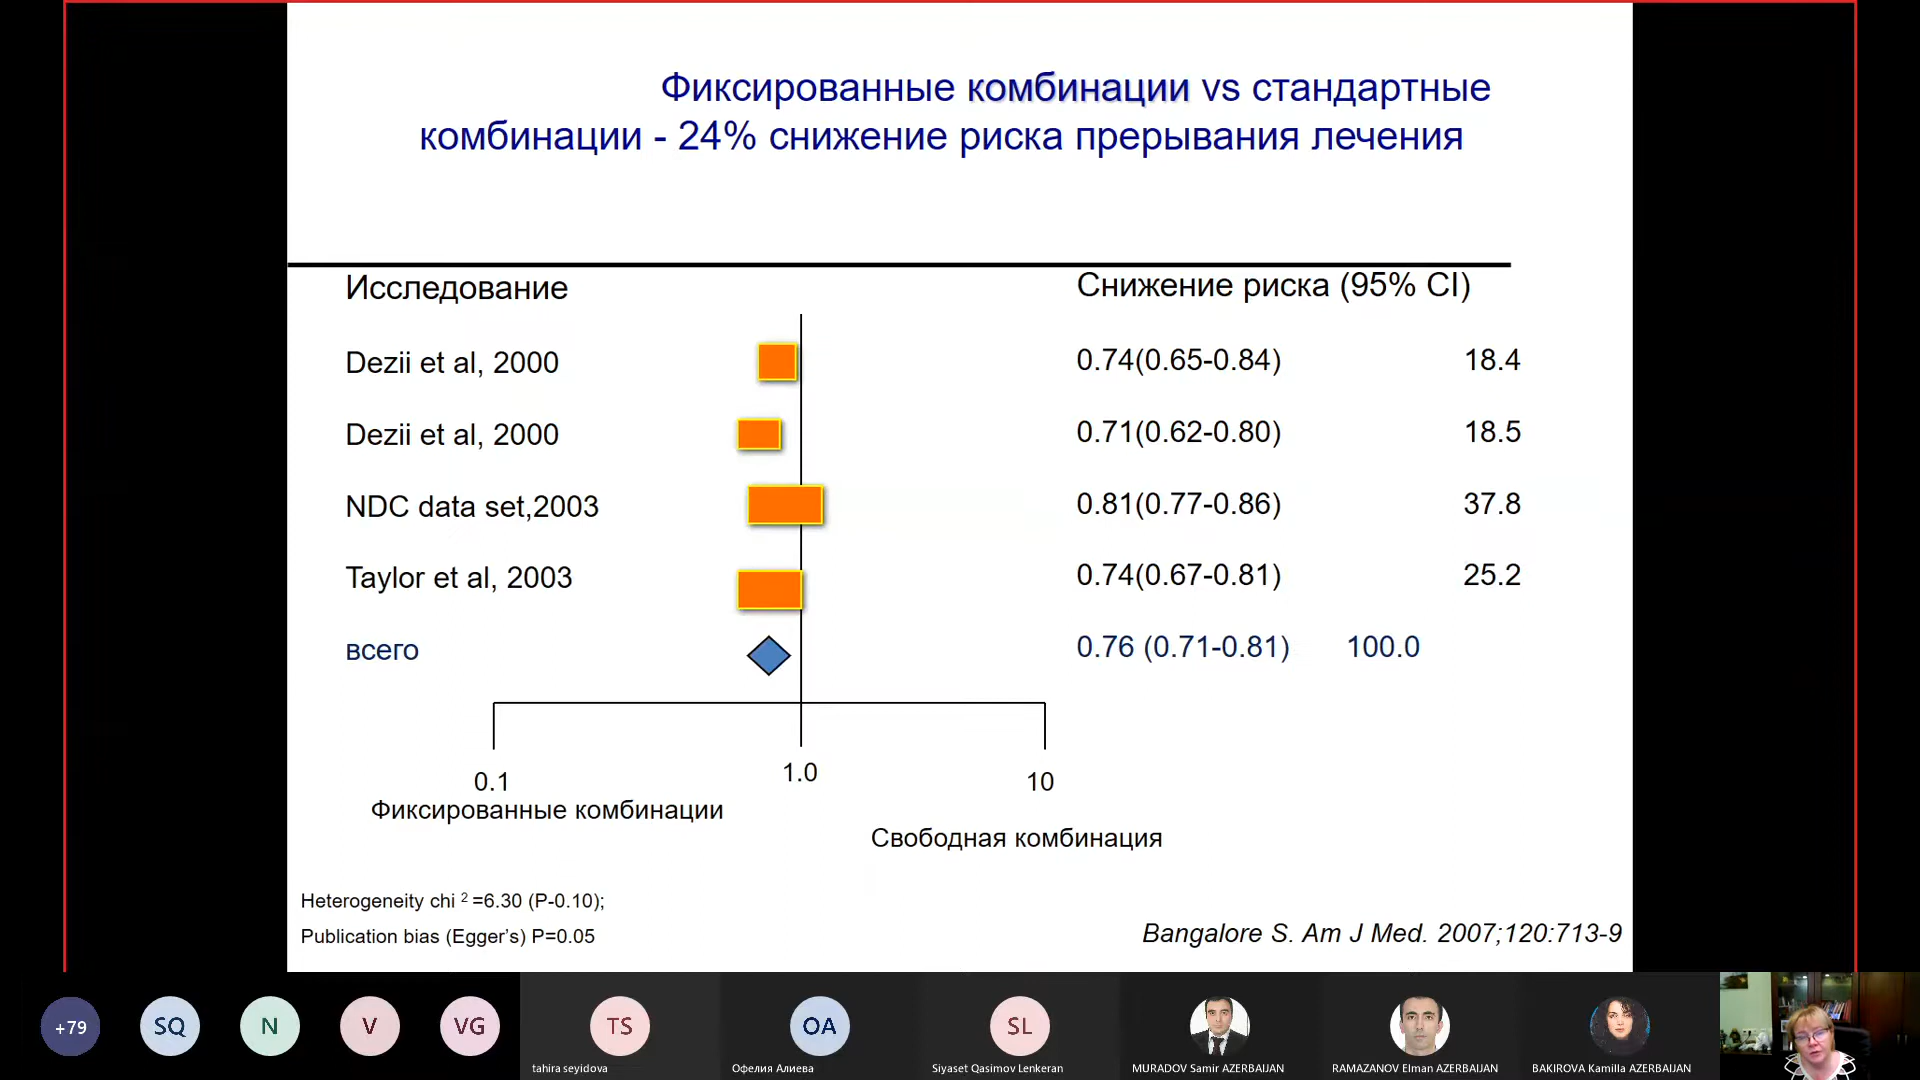 Фиксированные комбинации vs стандартные
комбинации - 24% снижение риска прерывания лечения
Исследование
Снижение риска (95% CI)
Dezii et al, 2000
0.74(0.65-0.84)
18.4
Dezii et al, 2000
0.71(0.62-0.80)
18.5
NDC data set,2003
0.81(0.77-0.86)
37.8
Taylor et al, 2003
0.74(0.67-0.81)
25.2
всего
0.76 (0.71-0.81)
100.0
0.1
1.0
10
Фиксированные комбинации
Свободная комбинация
Heterogeneity chi ² =6.30 (P-0.10);
Publication bias (Egger’s) P=0.05
Bangalore S. Am J Med. 2007;120:713-9
+79
SQ
N
V
VG
TS
OA
SL
tahira seyidova
Офелия Алиева
Siyaset Qasimov Lenkeran
MURADOV Samir AZERBAIJAN
RAMAZANOV Elman AZERBAIJAN
BAKIROVA Kamilla AZERBAIJAN